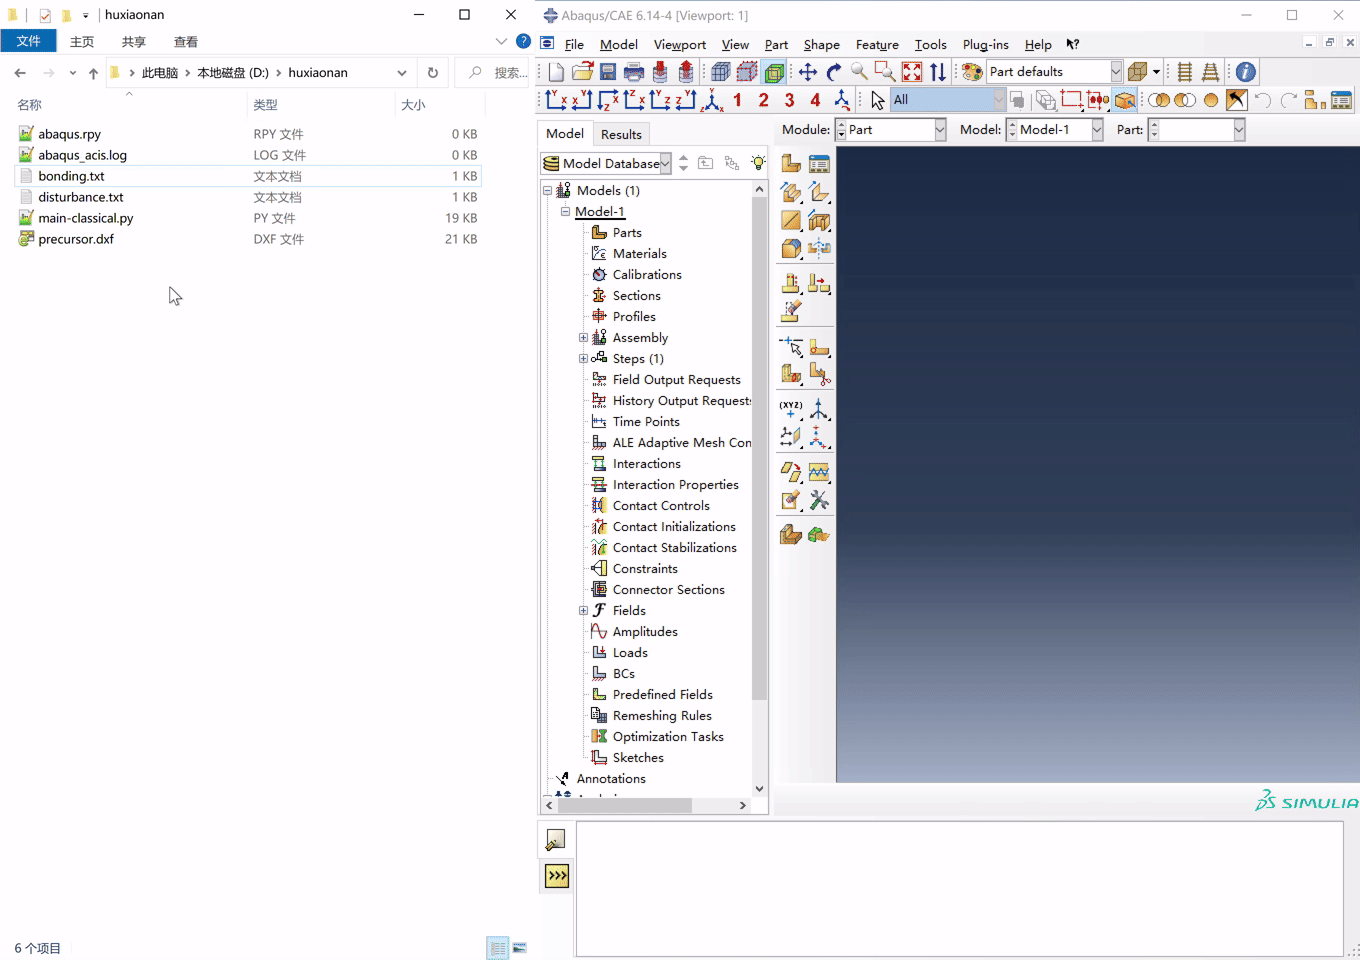 huxiaonan
文件 主页 共享 查看
此电脑 本地磁盘 (D:) huxiaonan 搜索...
名称 类型 大小
abaqus.rpy RPY 文件 0 KB
abaqus_acis.log LOG 文件 0 KB
bonding.txt 文本文档 1 KB
disturbance.txt 文本文档 1 KB
main-classical.py PY 文件 19 KB
precursor.dxf DXF 文件 21 KB
6 个项目
Abaqus/CAE 6.14-4 [Viewport: 1]
File Model Viewport View Part Shape Feature Tools Plug-ins Help
Part defaults
1 2 3 4 All
Model Results
Module: Part Model: Model-1 Part:
Model Database
Models (1)
Model-1
Parts
Materials
Calibrations
Sections
Profiles
Assembly
Steps (1)
Field Output Requests
History Output Requests
Time Points
ALE Adaptive Mesh Con
Interactions
Interaction Properties
Contact Controls
Contact Initializations
Contact Stabilizations
Constraints
Connector Sections
Fields
Amplitudes
Loads
BCs
Predefined Fields
Remeshing Rules
Optimization Tasks
Sketches
Annotations
(XYZ)
SIMULIA